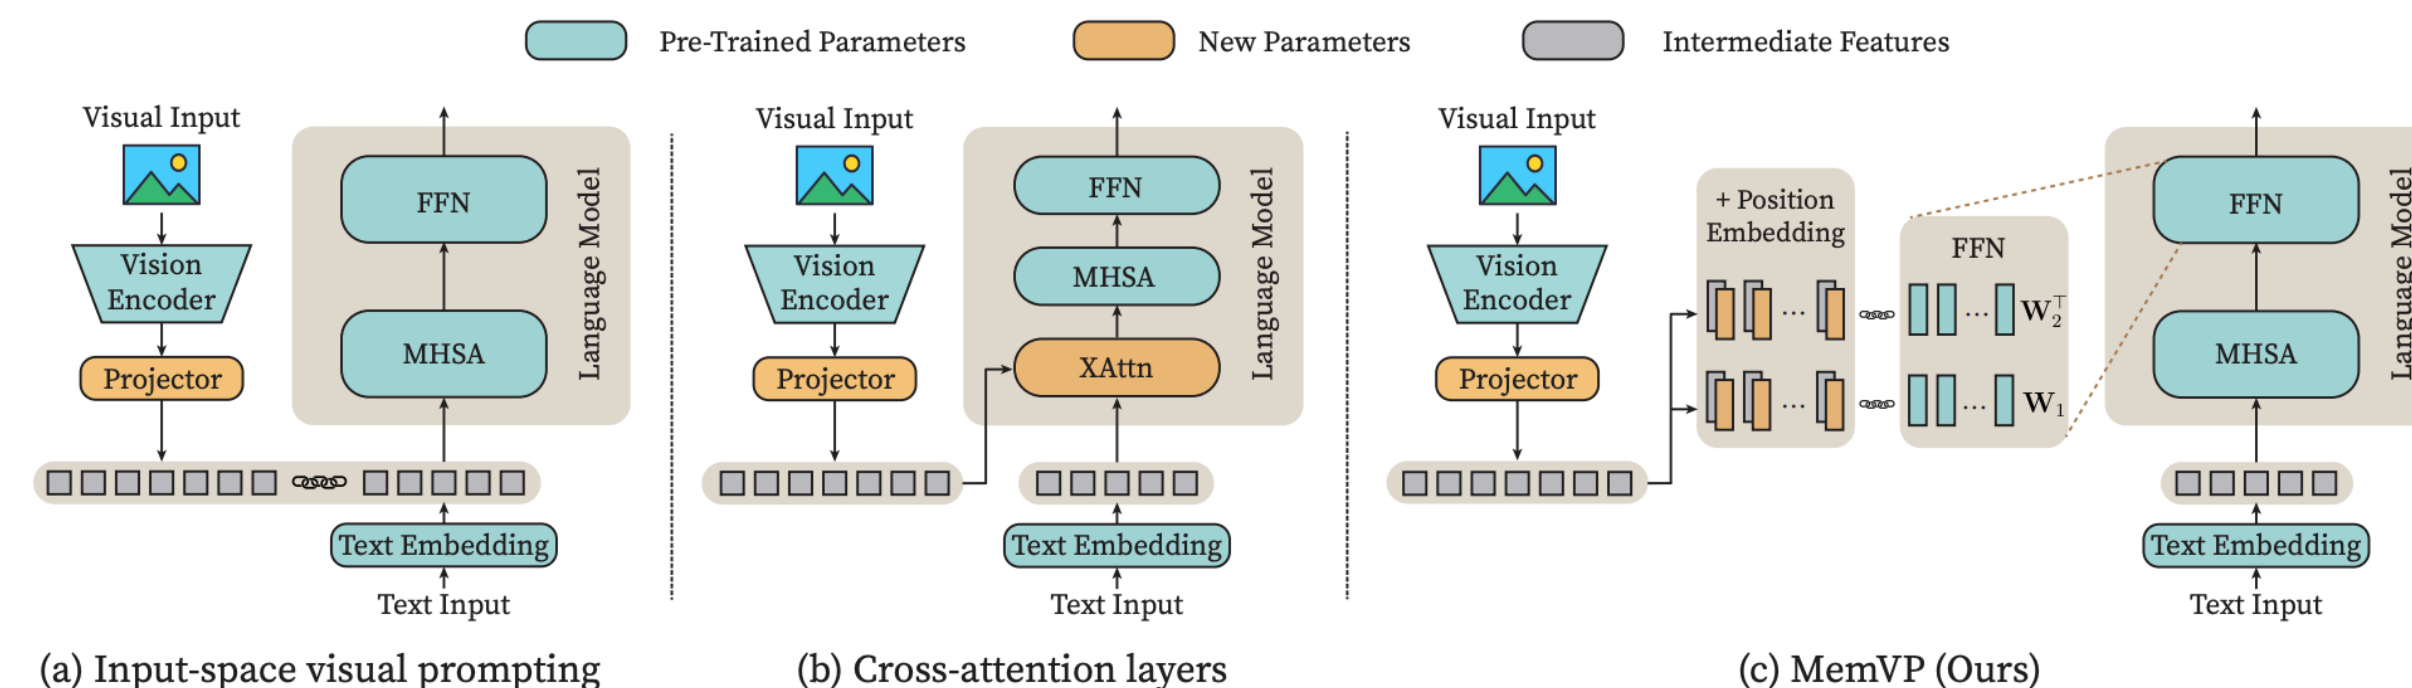 Pre-Trained Parameters
New Parameters
Intermediate Features
Visual Input
Vision
Encoder
Projector
FFN
MHSA
Language Model
Text Embedding
Text Input
(a) Input-space visual prompting
Visual Input
Vision
Encoder
Projector
FFN
MHSA
XAttn
Language Model
Text Embedding
Text Input
(b) Cross-attention layers
Visual Input
Vision
Encoder
Projector
+ Position
Embedding
...
...
FFN
... W₂⊤
... W₁
FFN
MHSA
Language Model
Text Embedding
Text Input
(c) MemVP (Ours)